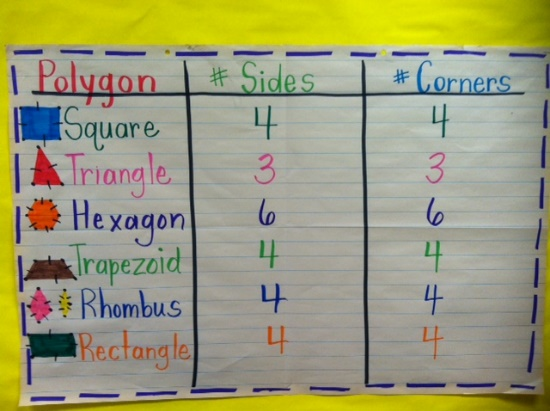 Polygon # Sides # Corners
Square 4 4
Triangle 3 3
Hexagon 6 6
Trapezoid 4 4
Rhombus 4 4
Rectangle 4 4